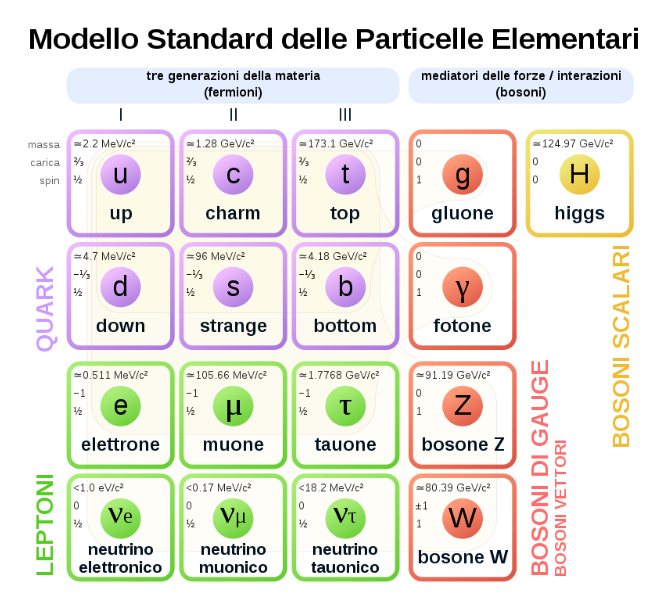 Modello Standard delle Particelle Elementari
tre generazioni della materia
(fermioni)
mediatori delle forze / interazioni
(bosoni)
I
II
III
massa
carica
spin
≃2.2 MeV/c²
⅔
½
u
up
≃1.28 GeV/c²
⅔
½
c
charm
≃173.1 GeV/c²
⅔
½
t
top
0
0
1
g
gluone
≃124.97 GeV/c²
0
0
H
higgs
QUARK
≃4.7 MeV/c²
−⅓
½
d
down
≃96 MeV/c²
−⅓
½
s
strange
≃4.18 GeV/c²
−⅓
½
b
bottom
0
0
1
γ
fotone
BOSONI SCALARI
LEPTONI
≃0.511 MeV/c²
−1
½
e
elettrone
≃105.66 MeV/c²
−1
½
μ
muone
≃1.7768 GeV/c²
−1
½
τ
tauone
≃91.19 GeV/c²
0
1
Z
bosone Z
BOSONI DI GAUGE
BOSONI VETTORI
<1.0 eV/c²
0
½
νe
neutrino
elettronico
<0.17 MeV/c²
0
½
νμ
neutrino
muonico
<18.2 MeV/c²
0
½
ντ
neutrino
tauonico
≃80.39 GeV/c²
±1
1
W
bosone W